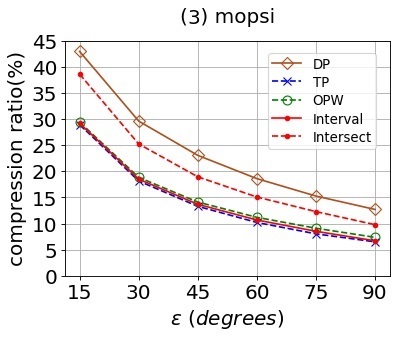 (3) mopsi
compression ratio(%)
45
40
35
30
25
20
15
10
5
0
DP
TP
OPW
Interval
Intersect
15 30 45 60 75 90
ε (degrees)